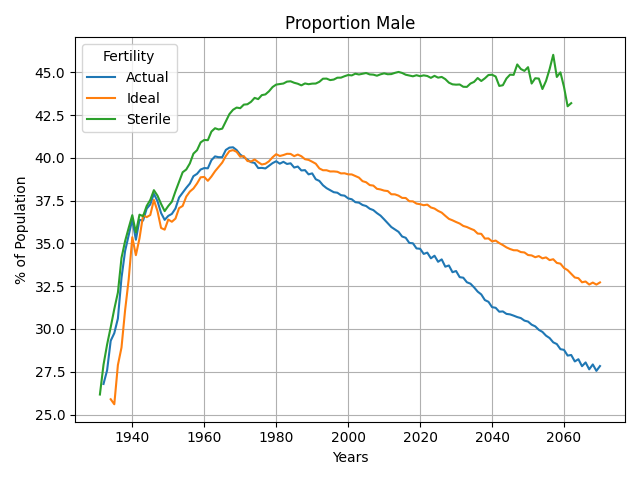 Proportion Male
Fertility
Actual
Ideal
Sterile
% of Population
45.0
42.5
40.0
37.5
35.0
32.5
30.0
27.5
25.0
1940 1960 1980 2000 2020 2040 2060
Years